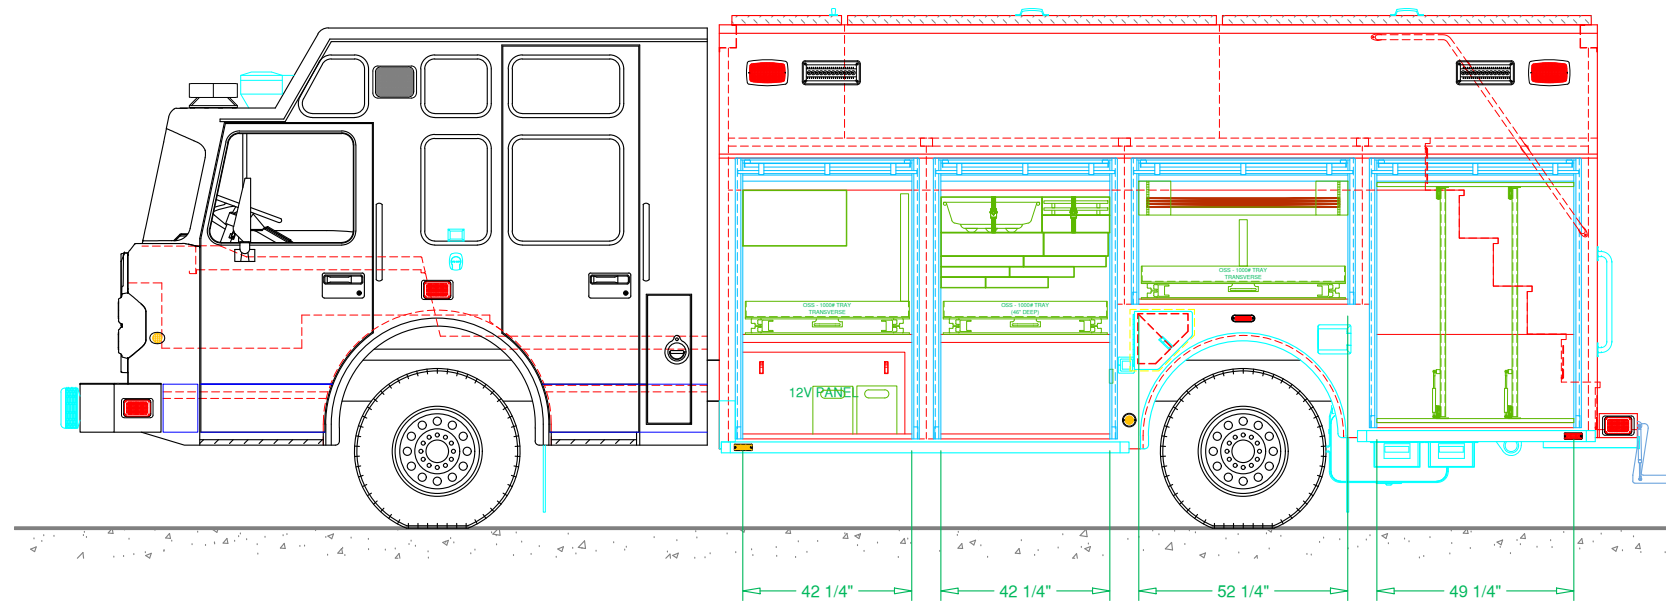 OSS - 1000# TRAY
TRANSVERSE
OSS - 1000# TRAY
TRANSVERSE
OSS - 1000# TRAY
(46" DEEP)
12V PANEL
42 1/4"
42 1/4"
52 1/4"
49 1/4"